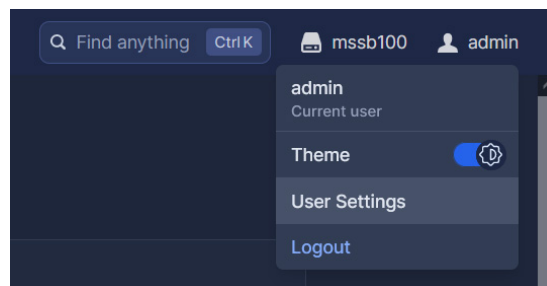 Find anything Ctrl K mssb100 admin
admin
Current user
Theme
User Settings
Logout